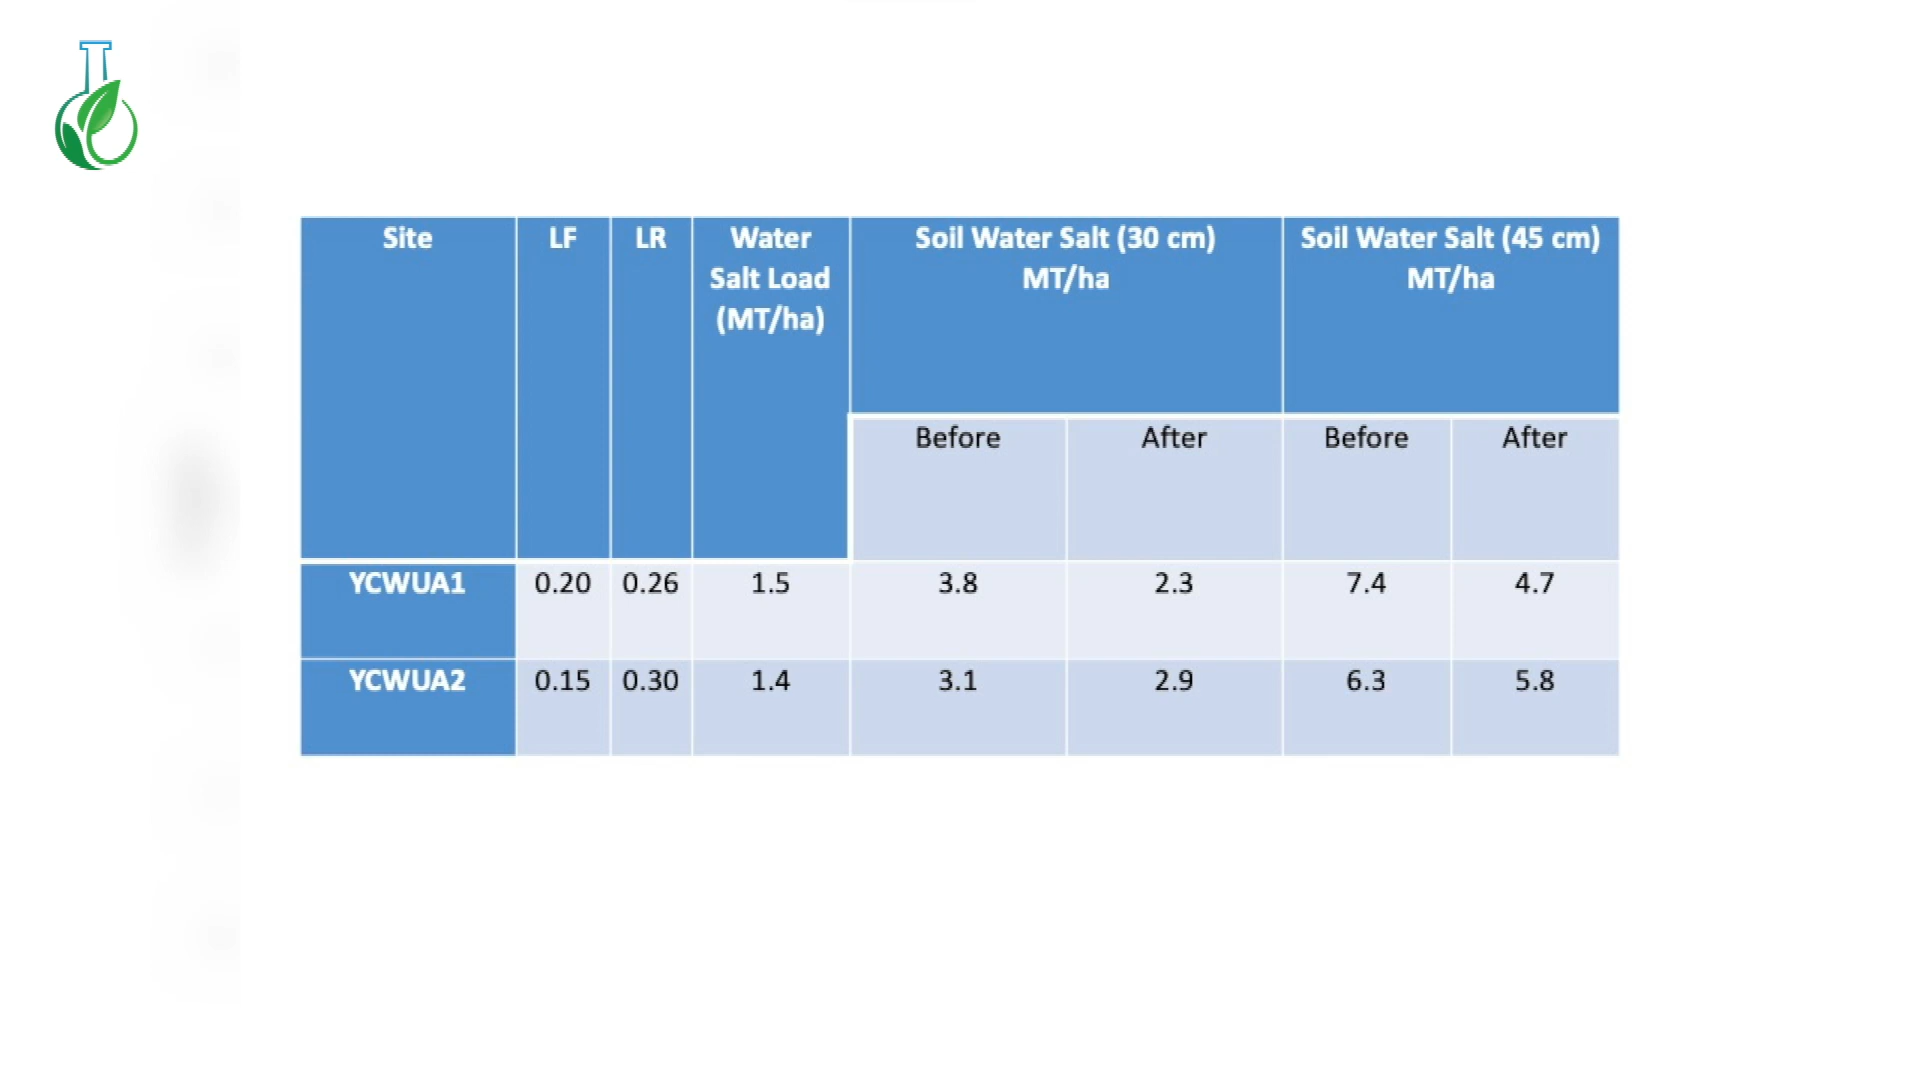 Site LF LR Water Salt Load (MT/ha) Soil Water Salt (30 cm) MT/ha Soil Water Salt (45 cm) MT/ha
Before After Before After
YCWUA1 0.20 0.26 1.5 3.8 2.3 7.4 4.7
YCWUA2 0.15 0.30 1.4 3.1 2.9 6.3 5.8